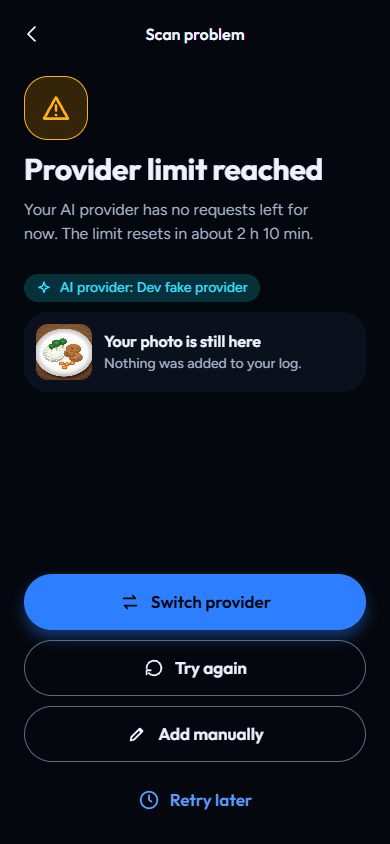 Scan problem
Provider limit reached
Your AI provider has no requests left for
now. The limit resets in about 2 h 10 min.
AI provider: Dev fake provider
Your photo is still here
Nothing was added to your log.
Switch provider
Try again
Add manually
Retry later